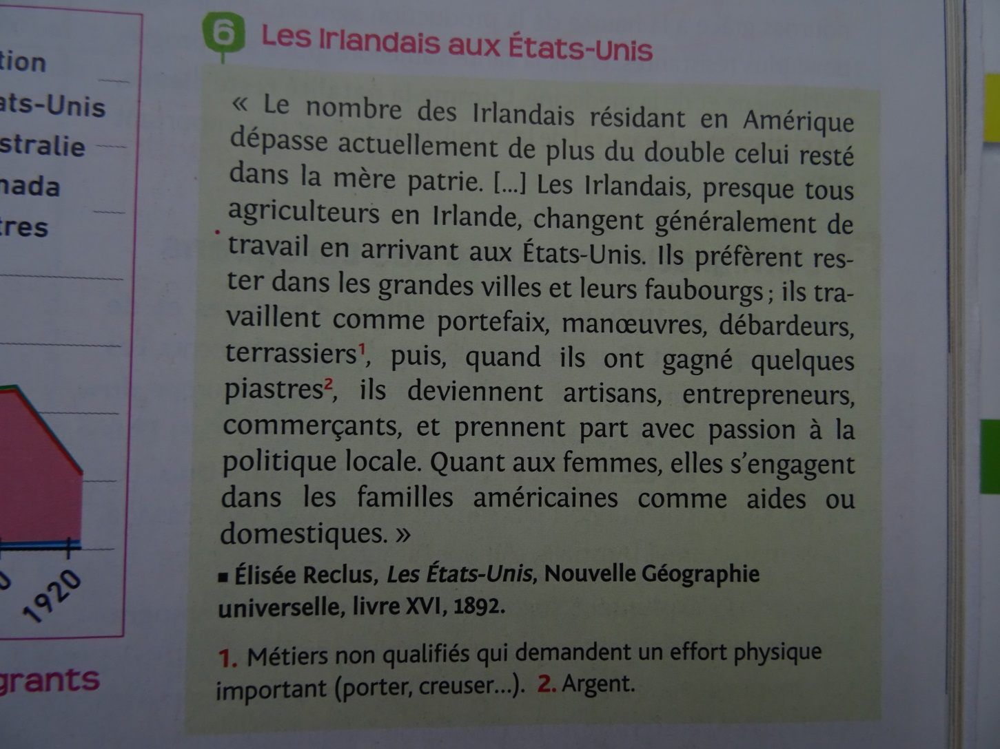 tion
ats-Unis
stralie
nada
tres
0
1920
grants
6 Les Irlandais aux États-Unis
« Le nombre des Irlandais résidant en Amérique
dépasse actuellement de plus du double celui resté
dans la mère patrie. [...] Les Irlandais, presque tous
agriculteurs en Irlande, changent généralement de
travail en arrivant aux États-Unis. Ils préfèrent res-
ter dans les grandes villes et leurs faubourgs ; ils tra-
vaillent comme portefaix, manœuvres, débardeurs,
terrassiers¹, puis, quand ils ont gagné quelques
piastres², ils deviennent artisans, entrepreneurs,
commerçants, et prennent part avec passion à la
politique locale. Quant aux femmes, elles s'engagent
dans les familles américaines comme aides ou
domestiques. »
▪ Élisée Reclus, Les États-Unis, Nouvelle Géographie
universelle, livre XVI, 1892.
1. Métiers non qualifiés qui demandent un effort physique
important (porter, creuser...). 2. Argent.